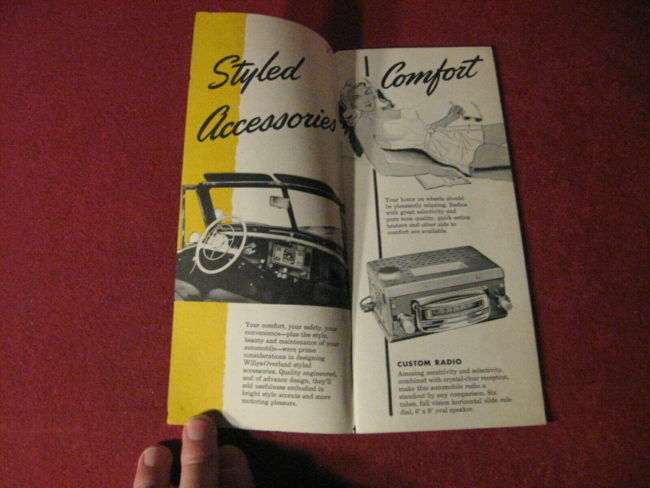 Styled
Accessories
Your comfort, your safety, your
convenience—plus the style,
beauty and maintenance of your
automobile—were prime
considerations in designing
Willys-Overland styled
accessories. Quality engineered,
and of advance design, they'll
add usefulness embodied in
bright style accents and more
motoring pleasure.
Comfort
Your home on wheels should
be pleasantly relaxing. Radios
with great selectivity and
pure tone quality, quick action
heaters and other aids to
comfort are available.
CUSTOM RADIO
Amazing sensitivity and selectivity,
combined with crystal-clear reception,
make this automobile radio a
standout by any comparison. Six
tubes, full vision horizontal slide rule
dial, 6" x 9" oval speaker.